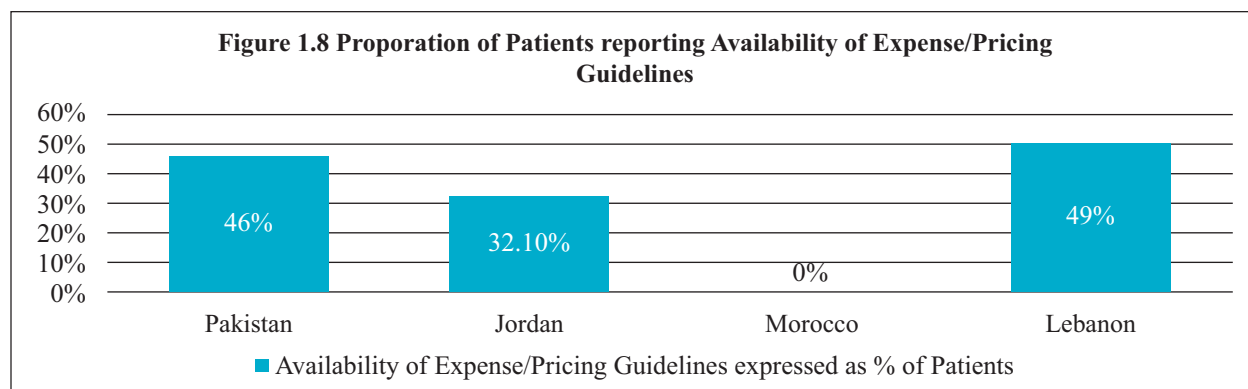 Figure 1.8 Proporation of Patients reporting Availability of Expense/Pricing
Guidelines
60%
50%
40%
30%
20%
10%
0%
46%
32.10%
0%
49%
Pakistan
Jordan
Morocco
Lebanon
Availability of Expense/Pricing Guidelines expressed as % of Patients